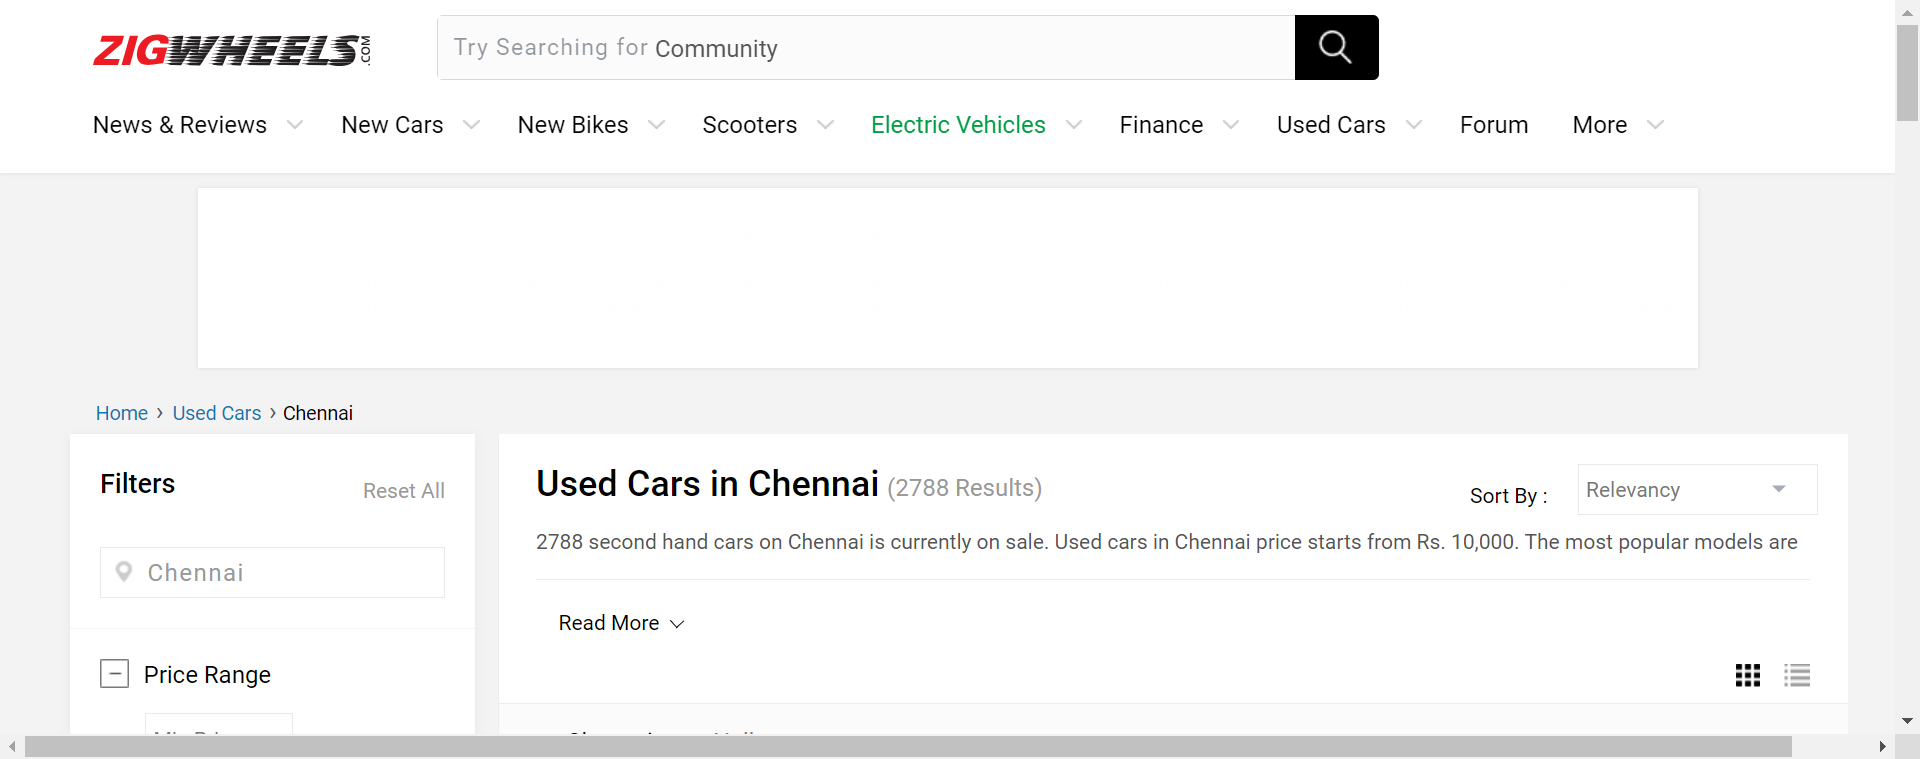 ZIGWHEELS.COM
Try Searching for Community
News & Reviews New Cars New Bikes Scooters Electric Vehicles Finance Used Cars Forum More
Home › Used Cars › Chennai
Filters
Reset All
Chennai
Price Range
Used Cars in Chennai (2788 Results)
Sort By :
Relevancy
2788 second hand cars on Chennai is currently on sale. Used cars in Chennai price starts from Rs. 10,000. The most popular models are
Read More